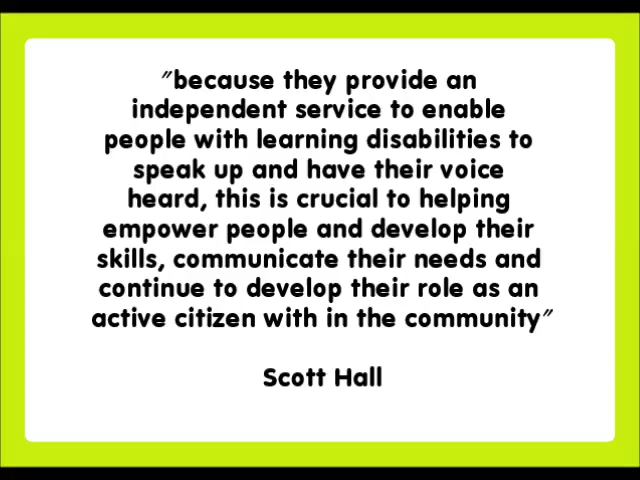 "because they provide an
independent service to enable
people with learning disabilities to
speak up and have their voice
heard, this is crucial to helping
empower people and develop their
skills, communicate their needs and
continue to develop their role as an
active citizen with in the community"
Scott Hall